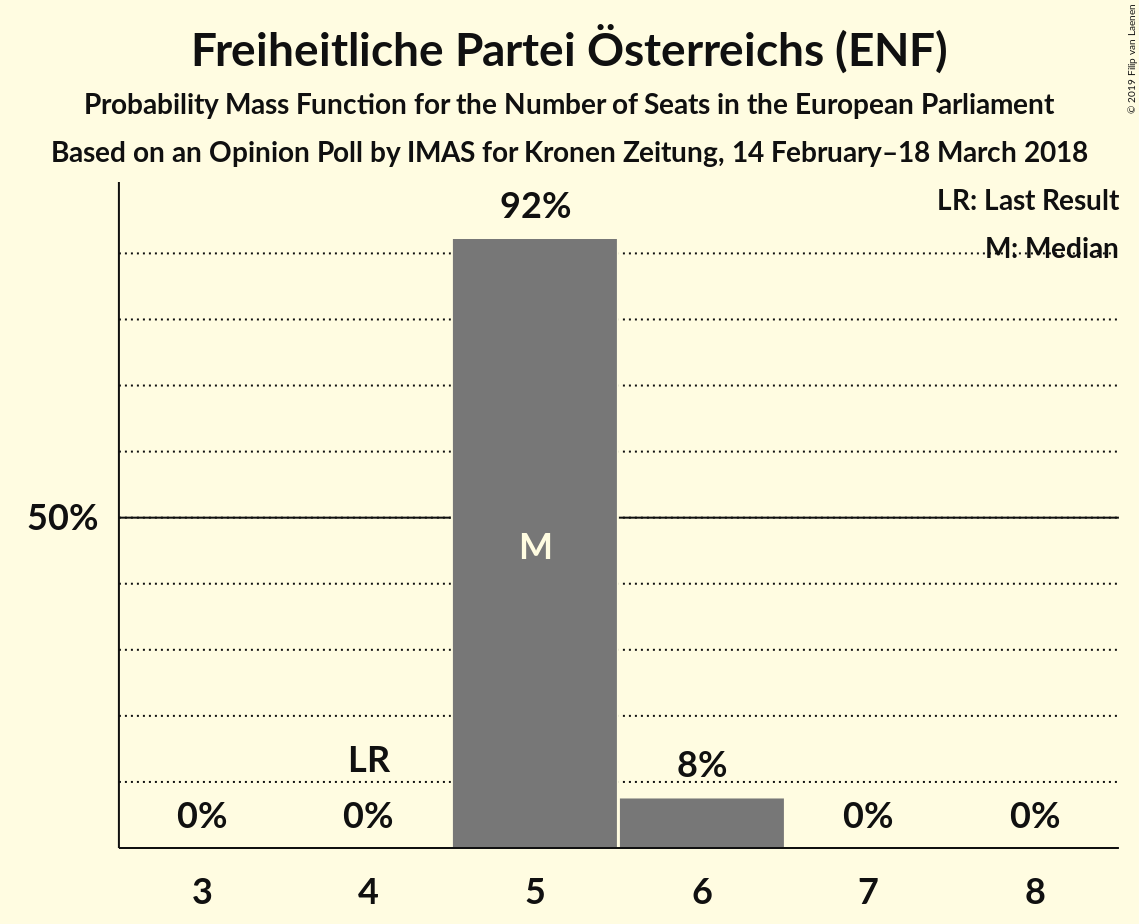 Freiheitliche Partei Österreichs (ENF)
Probability Mass Function for the Number of Seats in the European Parliament
Based on an Opinion Poll by IMAS for Kronen Zeitung, 14 February–18 March 2018
© 2019 Filip van Laenen
LR: Last Result
M: Median
92%
50%
M
LR
8%
0%
0%
0%
0%
3
4
5
6
7
8